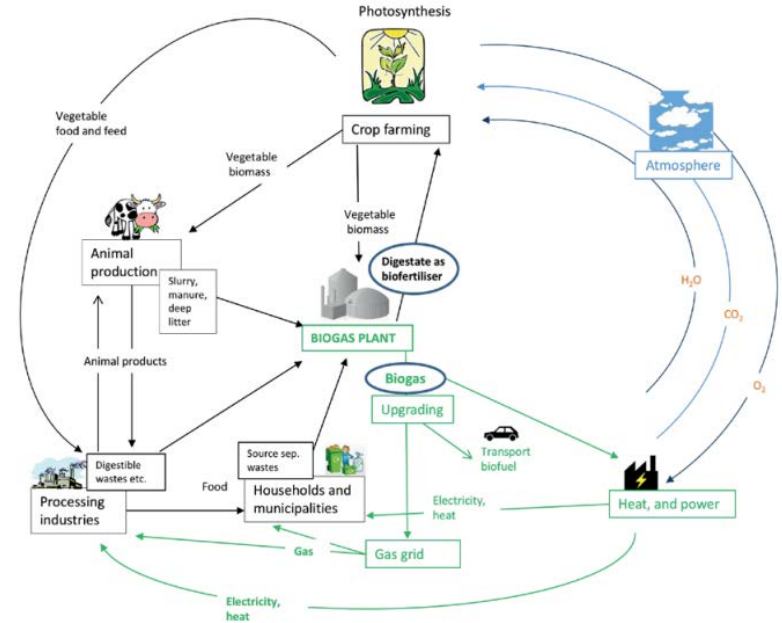 Photosynthesis
Vegetable
food and feed
Crop farming
Atmosphere
Vegetable
biomass
Vegetable
biomass
Animal
production
Slurry,
manure,
deep
litter
Digestate as
biofertiliser
H₂O
CO₂
O₂
BIOGAS PLANT
Animal products
Biogas
Upgrading
Transport
biofuel
Digestible
wastes etc.
Source sep.
wastes
Processing
industries
Food
Households and
municipalities
Electricity,
heat
Heat, and power
Gas
Gas grid
Electricity,
heat